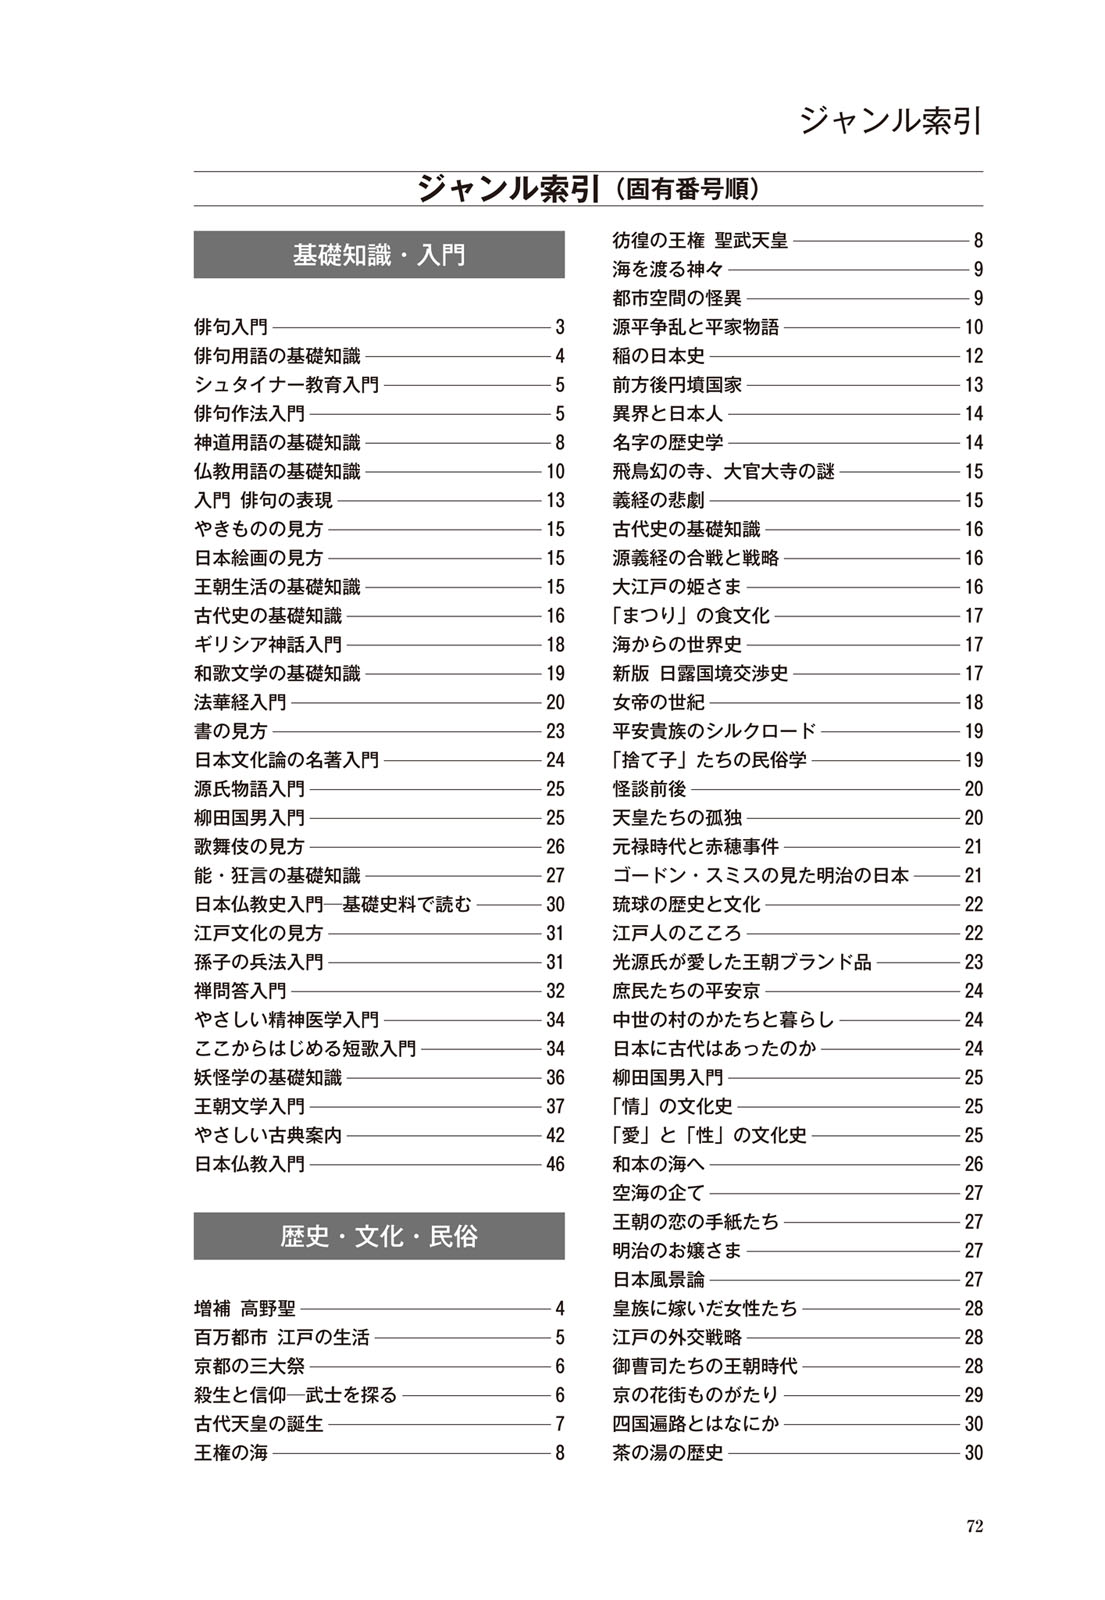 ジャンル索引
ジャンル索引（固有番号順）
基礎知識・入門
俳句入門 3
俳句用語の基礎知識 4
シュタイナー教育入門 5
俳句作法入門 5
神道用語の基礎知識 8
仏教用語の基礎知識 10
入門 俳句の表現 13
やきものの見方 15
日本絵画の見方 15
王朝生活の基礎知識 15
古代史の基礎知識 16
ギリシア神話入門 18
和歌文学の基礎知識 19
法華経入門 20
書の見方 23
日本文化論の名著入門 24
源氏物語入門 25
柳田国男入門 25
歌舞伎の見方 26
能・狂言の基礎知識 27
日本仏教史入門─基礎史料で読む 30
江戸文化の見方 31
孫子の兵法入門 31
禅問答入門 32
やさしい精神医学入門 34
ここからはじめる短歌入門 34
妖怪学の基礎知識 36
王朝文学入門 37
やさしい古典案内 42
日本仏教入門 46
歴史・文化・民俗
増補 高野聖 4
百万都市 江戸の生活 5
京都の三大祭 6
殺生と信仰─武士を探る 6
古代天皇の誕生 7
王権の海 8
彷徨の王権 聖武天皇 8
海を渡る神々 9
都市空間の怪異 9
源平争乱と平家物語 10
稲の日本史 12
前方後円墳国家 13
異界と日本人 14
名字の歴史学 14
飛鳥幻の寺、大官大寺の謎 15
義経の悲劇 15
古代史の基礎知識 16
源義経の合戦と戦略 16
大江戸の姫さま 16
「まつり」の食文化 17
海からの世界史 17
新版 日露国境交渉史 17
女帝の世紀 18
平安貴族のシルクロード 19
「捨て子」たちの民俗学 19
怪談前後 20
天皇たちの孤独 20
元禄時代と赤穂事件 21
ゴードン・スミスの見た明治の日本 21
琉球の歴史と文化 22
江戸人のこころ 22
光源氏が愛した王朝ブランド品 23
庶民たちの平安京 24
中世の村のかたちと暮らし 24
日本に古代はあったのか 24
柳田国男入門 25
「情」の文化史 25
「愛」と「性」の文化史 25
和本の海へ 26
空海の企て 27
王朝の恋の手紙たち 27
明治のお嬢さま 27
日本風景論 27
皇族に嫁いだ女性たち 28
江戸の外交戦略 28
御曹司たちの王朝時代 28
京の花街ものがたり 29
四国遍路とはなにか 30
茶の湯の歴史 30
72